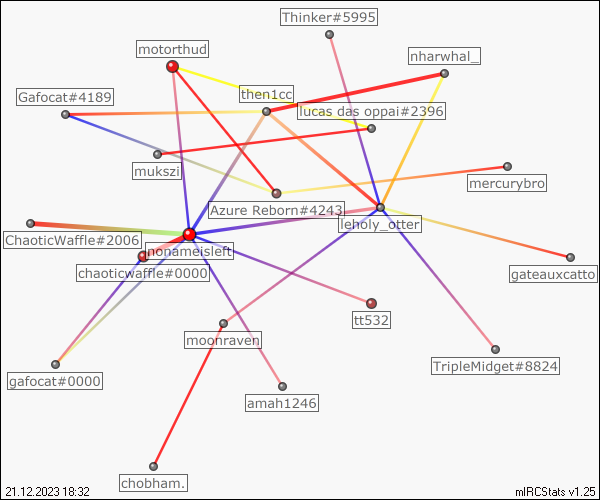 Thinker#5995
motorthud
nharwhal_
Gafocat#4189
then1cc
lucas das oppai#2396
mukszi
mercurybro
Azure Reborn#4243
leholy_otter
ChaoticWaffle#2006
nonameisleft
chaoticwaffle#0000
gateauxcatto
tt532
moonraven
TripleMidget#8824
gafocat#0000
amah1246
chobham.
21.12.2023 18:32
mIRCStats v1.25